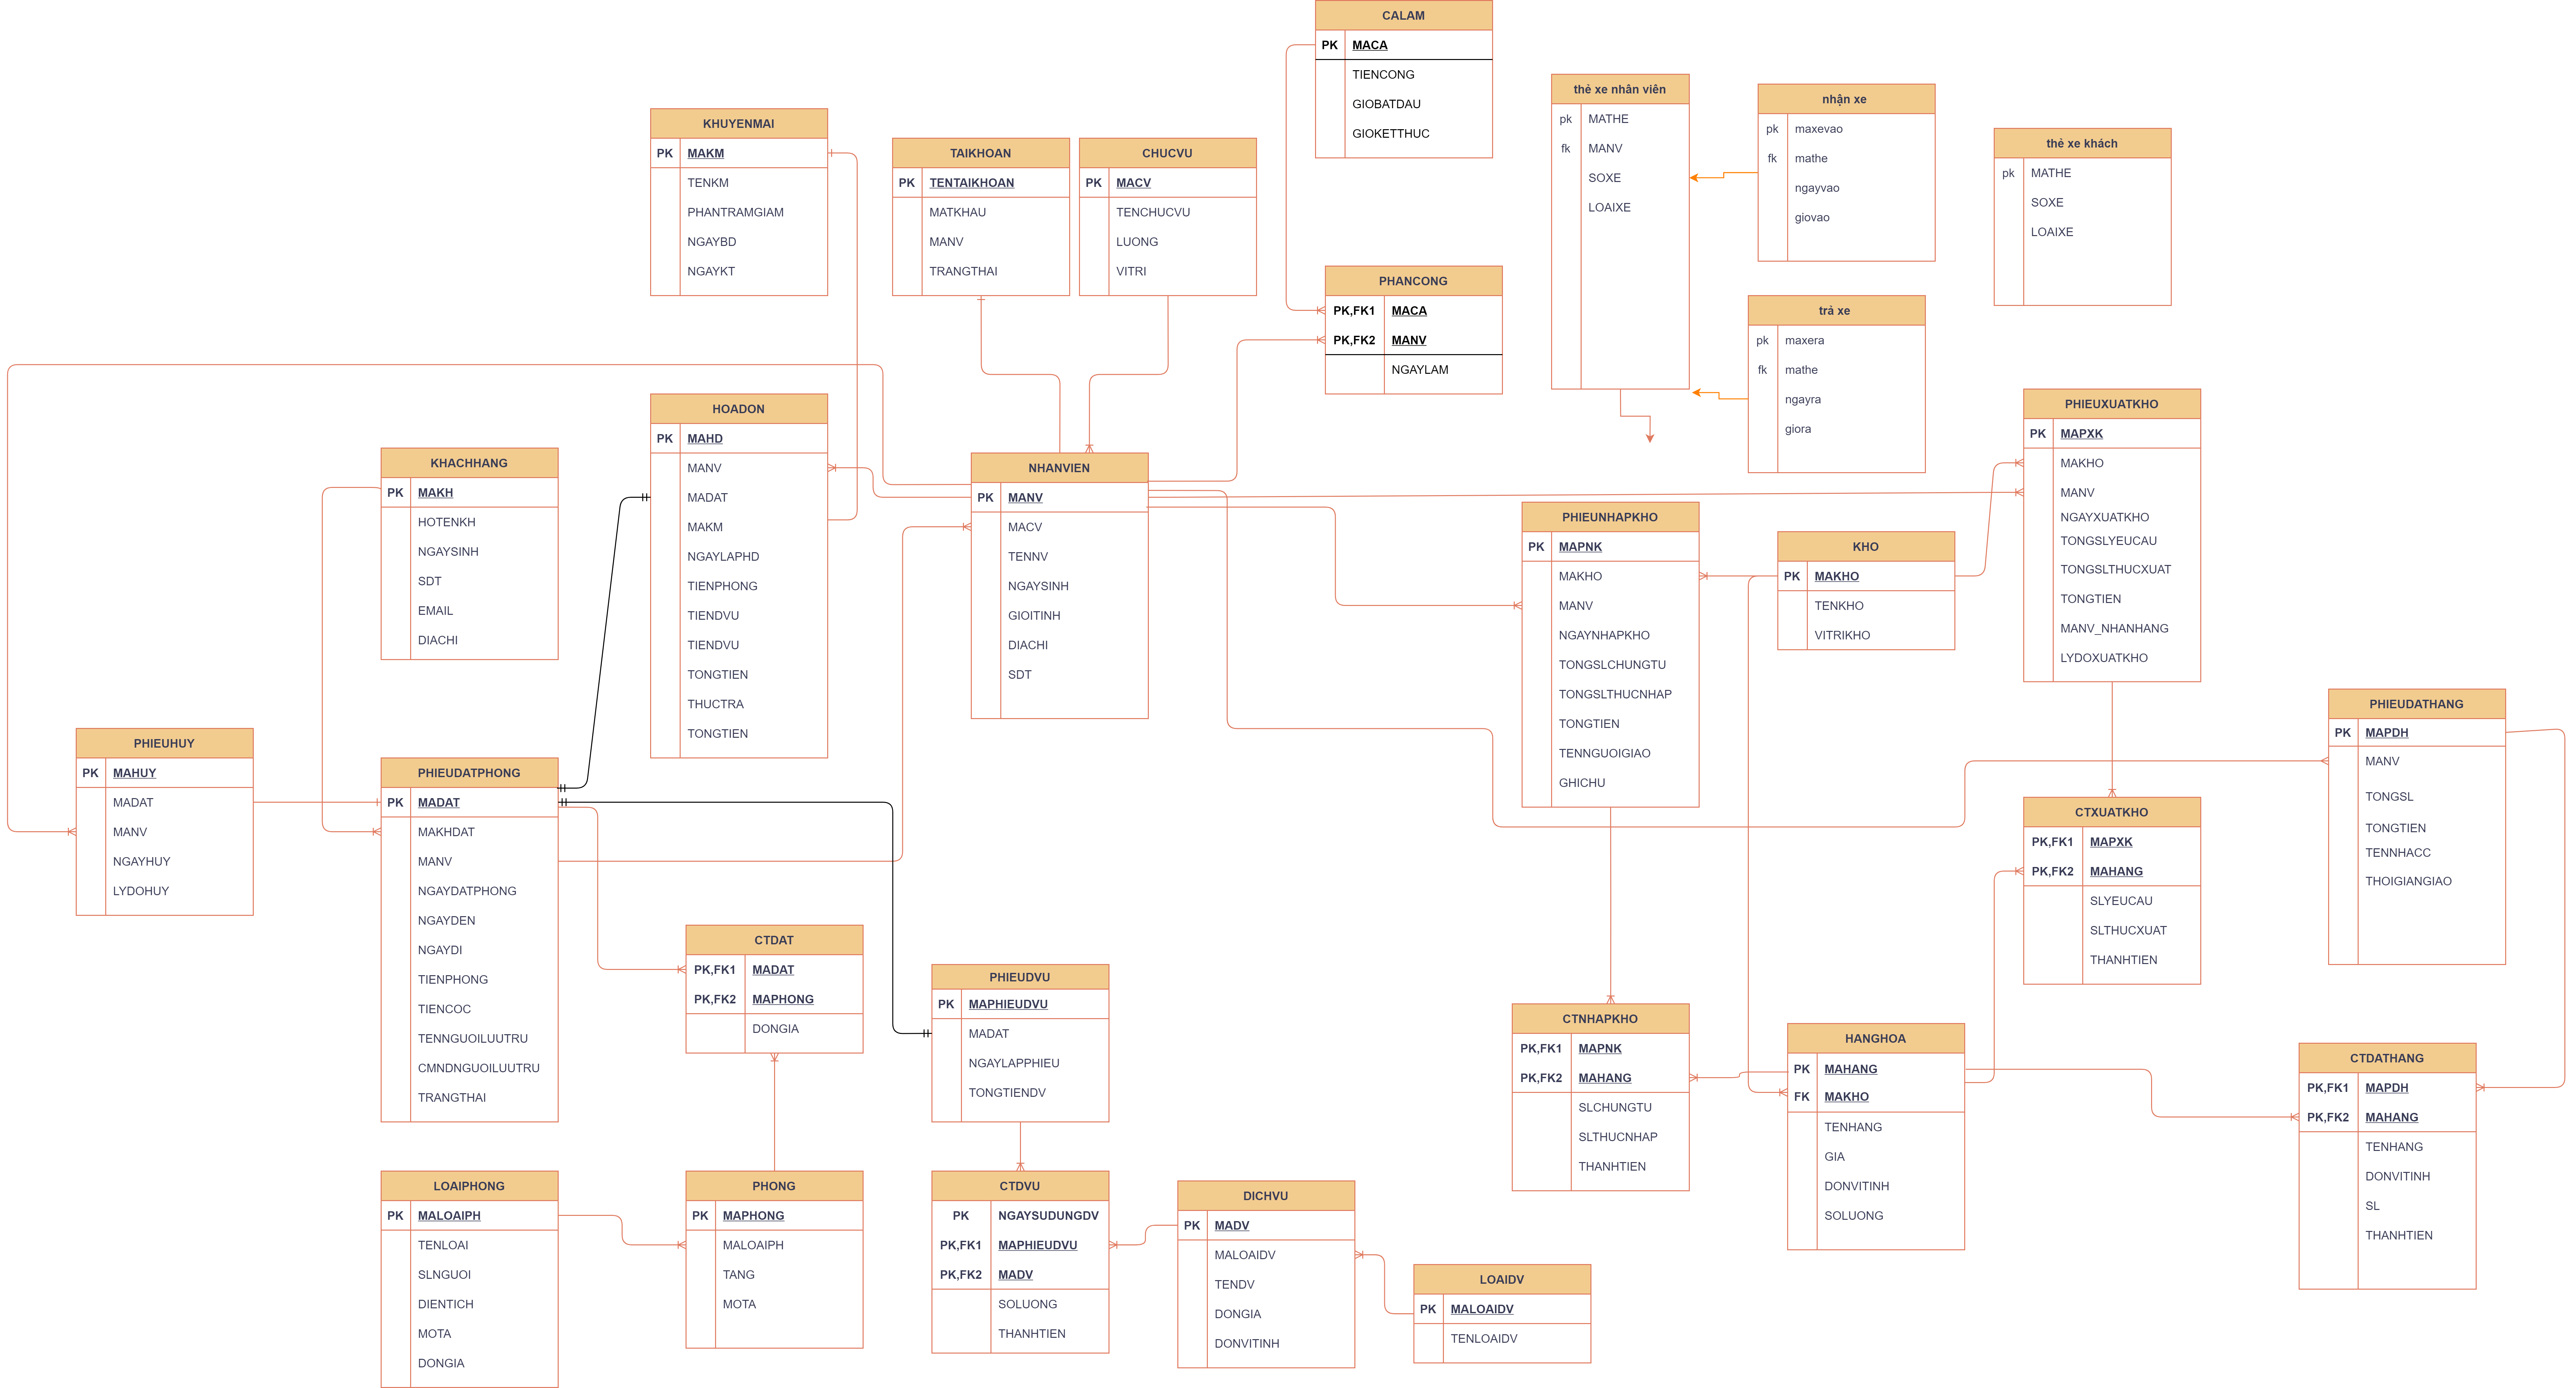 CALAM
PK MACA
TIENCONG
GIOBATDAU
GIOKETTHUC
thẻ xe nhân viên
pk MATHE
fk MANV
SOXE
LOAIXE
nhận xe
pk maxevao
fk mathe
ngayvao
giovao
thẻ xe khách
pk MATHE
SOXE
LOAIXE
KHUYENMAI
PK MAKM
TENKM
PHANTRAMGIAM
NGAYBD
NGAYKT
TAIKHOAN
PK TENTAIKHOAN
MATKHAU
MANV
TRANGTHAI
CHUCVU
PK MACV
TENCHUCVU
LUONG
VITRI
PHANCONG
PK,FK1 MACA
PK,FK2 MANV
NGAYLAM
trả xe
pk maxera
fk mathe
ngayra
giora
HOADON
PK MAHD
MANV
MADAT
MAKM
NGAYLAPHD
TIENPHONG
TIENDVU
TIENDVU
TONGTIEN
THUCTRA
TONGTIEN
KHACHHANG
PK MAKH
HOTENKH
NGAYSINH
SDT
EMAIL
DIACHI
NHANVIEN
PK MANV
MACV
TENNV
NGAYSINH
GIOITINH
DIACHI
SDT
PHIEUNHAPKHO
PK MAPNK
MAKHO
MANV
NGAYNHAPKHO
TONGSLCHUNGTU
TONGSLTHUCNHAP
TONGTIEN
TENNGUOIGIAO
GHICHU
KHO
PK MAKHO
TENKHO
VITRIKHO
PHIEUXUATKHO
PK MAPXK
MAKHO
MANV
NGAYXUATKHO
TONGSLYEUCAU
TONGSLTHUCXUAT
TONGTIEN
MANV_NHANHANG
LYDOXUATKHO
PHIEUDATHANG
PK MAPDH
MANV
TONGSL
TONGTIEN
TENNHACC
THOIGIANGIAO
PHIEUHUY
PK MAHUY
MADAT
MANV
NGAYHUY
LYDOHUY
PHIEUDATPHONG
PK MADAT
MAKHDAT
MANV
NGAYDATPHONG
NGAYDEN
NGAYDI
TIENPHONG
TIENCOC
TENNGUOILUUTRU
CMNDNGUOILUUTRU
TRANGTHAI
CTXUATKHO
PK,FK1 MAPXK
PK,FK2 MAHANG
SLYEUCAU
SLTHUCXUAT
THANHTIEN
CTDAT
PK,FK1 MADAT
PK,FK2 MAPHONG
DONGIA
PHIEUDVU
PK MAPHIEUDVU
MADAT
NGAYLAPPHIEU
TONGTIENDV
CTNHAPKHO
PK,FK1 MAPNK
PK,FK2 MAHANG
SLCHUNGTU
SLTHUCNHAP
THANHTIEN
HANGHOA
PK MAHANG
FK MAKHO
TENHANG
GIA
DONVITINH
SOLUONG
CTDATHANG
PK,FK1 MAPDH
PK,FK2 MAHANG
TENHANG
DONVITINH
SL
THANHTIEN
LOAIPHONG
PK MALOAIPH
TENLOAI
SLNGUOI
DIENTICH
MOTA
DONGIA
PHONG
PK MAPHONG
MALOAIPH
TANG
MOTA
CTDVU
PK NGAYSUDUNGDV
PK,FK1 MAPHIEUDVU
PK,FK2 MADV
SOLUONG
THANHTIEN
DICHVU
PK MADV
MALOAIDV
TENDV
DONGIA
DONVITINH
LOAIDV
PK MALOAIDV
TENLOAIDV